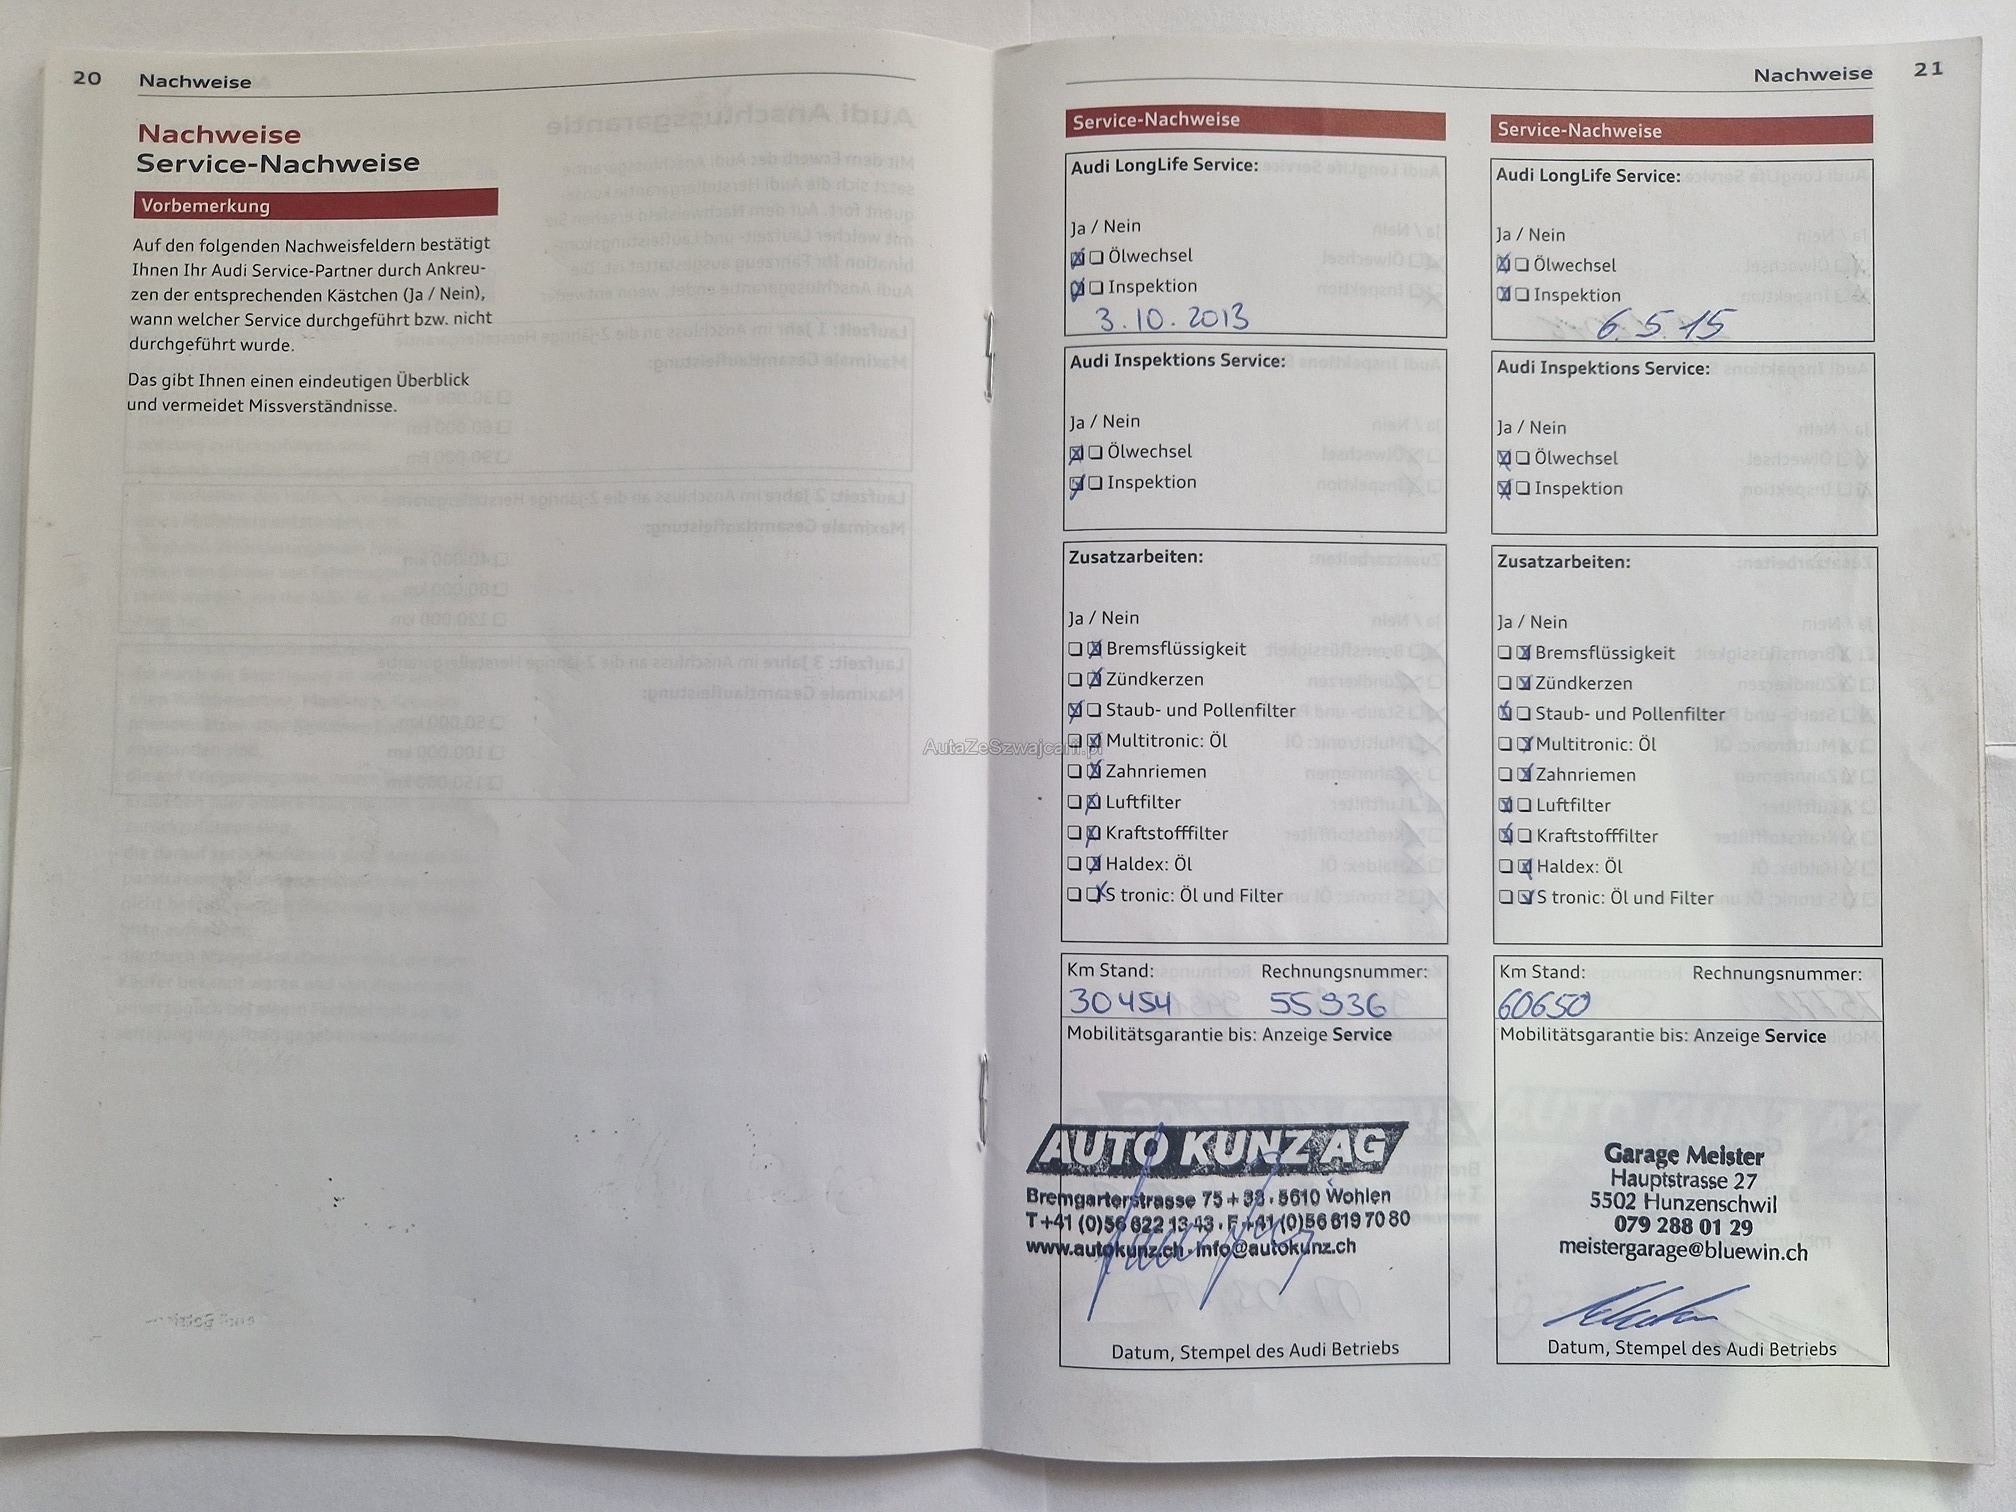 20 Nachweise
Nachweise
Service-Nachweise
Vorbemerkung
Auf den folgenden Nachweisfeldern bestätigt
Ihnen Ihr Audi Service-Partner durch Ankreu-
zen der entsprechenden Kästchen (Ja / Nein),
wann welcher Service durchgeführt bzw. nicht
durchgeführt wurde.
Das gibt Ihnen einen eindeutigen Überblick
und vermeidet Missverständnisse.
AutaZeSzwajcarii.pl
Nachweise 21
Service-Nachweise
Audi LongLife Service:
Ja / Nein
Ölwechsel
Inspektion
3.10.2013
Audi Inspektions Service:
Ja / Nein
Ölwechsel
Inspektion
Zusatzarbeiten:
Ja / Nein
Bremsflüssigkeit
Zündkerzen
Staub- und Pollenfilter
Multitronic: Öl
Zahnriemen
Luftfilter
Kraftstofffilter
Haldex: Öl
S tronic: Öl und Filter
Km Stand: Rechnungsnummer:
30454 55936
Mobilitätsgarantie bis: Anzeige Service
AUTO KUNZ AG
Bremgarterstrasse 75 + 38 · 5610 Wohlen
T +41 (0)56 622 13 43 · F +41 (0)56 619 70 80
www.autokunz.ch · info@autokunz.ch
Datum, Stempel des Audi Betriebs
Service-Nachweise
Audi LongLife Service:
Ja / Nein
Ölwechsel
Inspektion
6.5.15
Audi Inspektions Service:
Ja / Nein
Ölwechsel
Inspektion
Zusatzarbeiten:
Ja / Nein
Bremsflüssigkeit
Zündkerzen
Staub- und Pollenfilter
Multitronic: Öl
Zahnriemen
Luftfilter
Kraftstofffilter
Haldex: Öl
S tronic: Öl und Filter
Km Stand: Rechnungsnummer:
60650
Mobilitätsgarantie bis: Anzeige Service
Garage Meister
Hauptstrasse 27
5502 Hunzenschwil
079 288 01 29
meistergarage@bluewin.ch
Datum, Stempel des Audi Betriebs